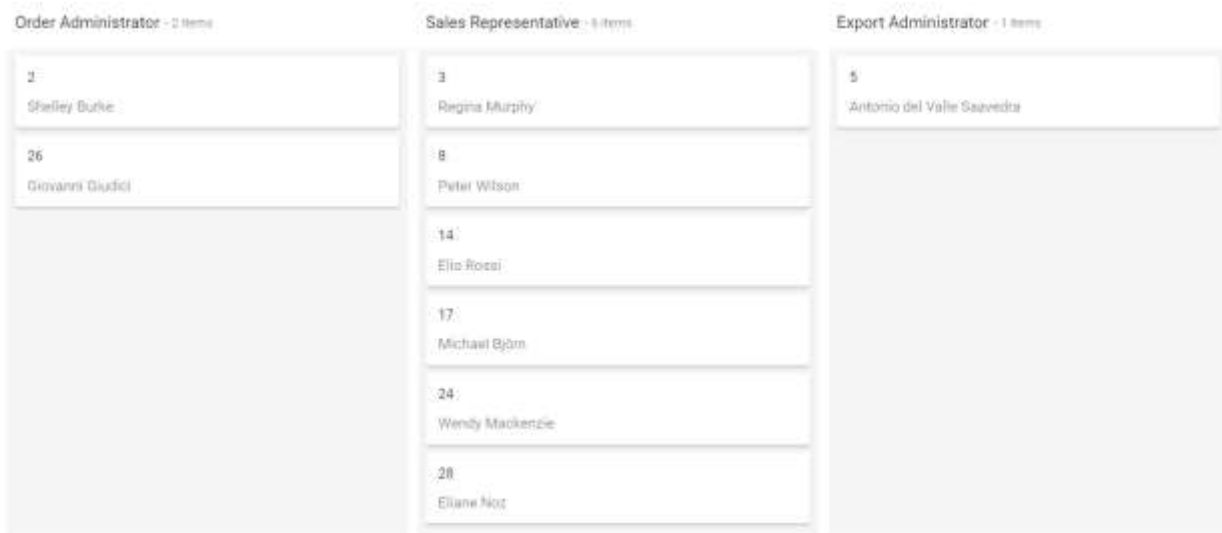 Order Administrator - 2 items
2
Shelley Burke
26
Giovanni Giudici
Sales Representative - 6 items
3
Regina Murphy
8
Peter Wilson
14
Elio Rossi
17
Michael Björn
24
Wendy Mackenzie
28
Eliane Noz
Export Administrator - 1 items
5
Antonio del Valle Saavedra